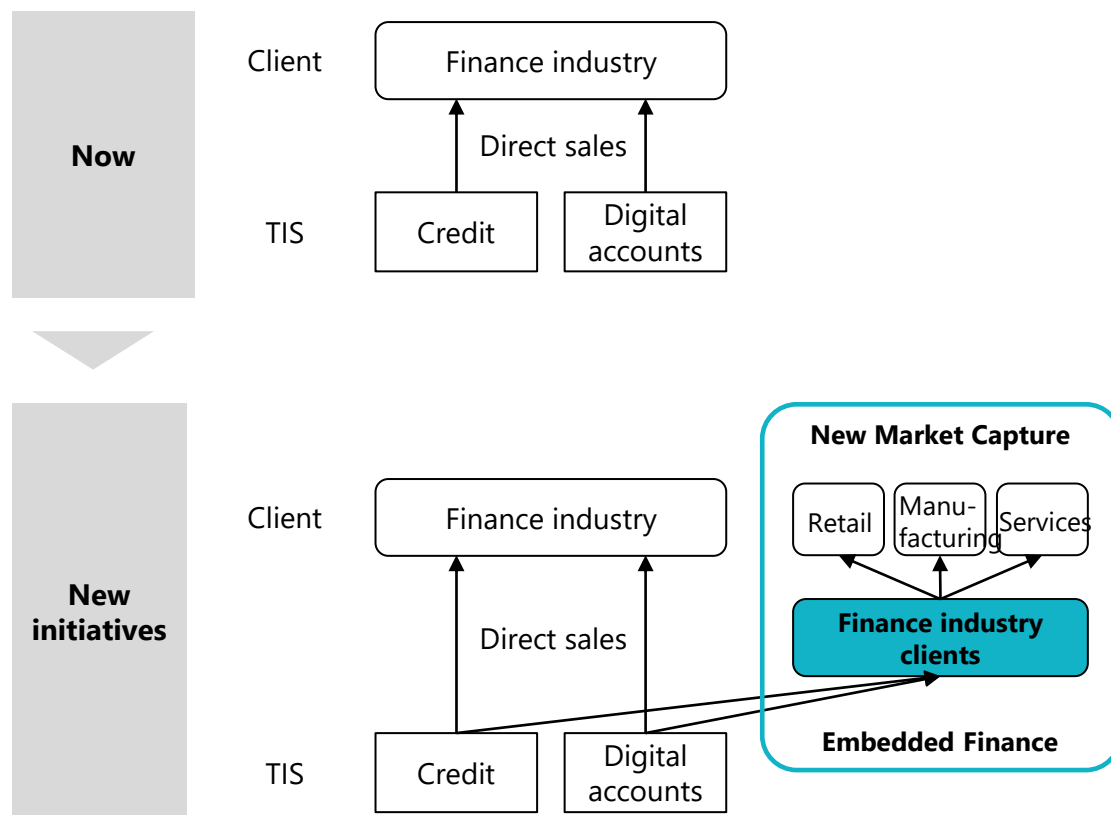 Now
Client
Finance industry
Direct sales
TIS
Credit
Digital
accounts
New
initiatives
Client
Finance industry
Direct sales
TIS
Credit
Digital
accounts
New Market Capture
Retail
Manu-
facturing
Services
Finance industry
clients
Embedded Finance